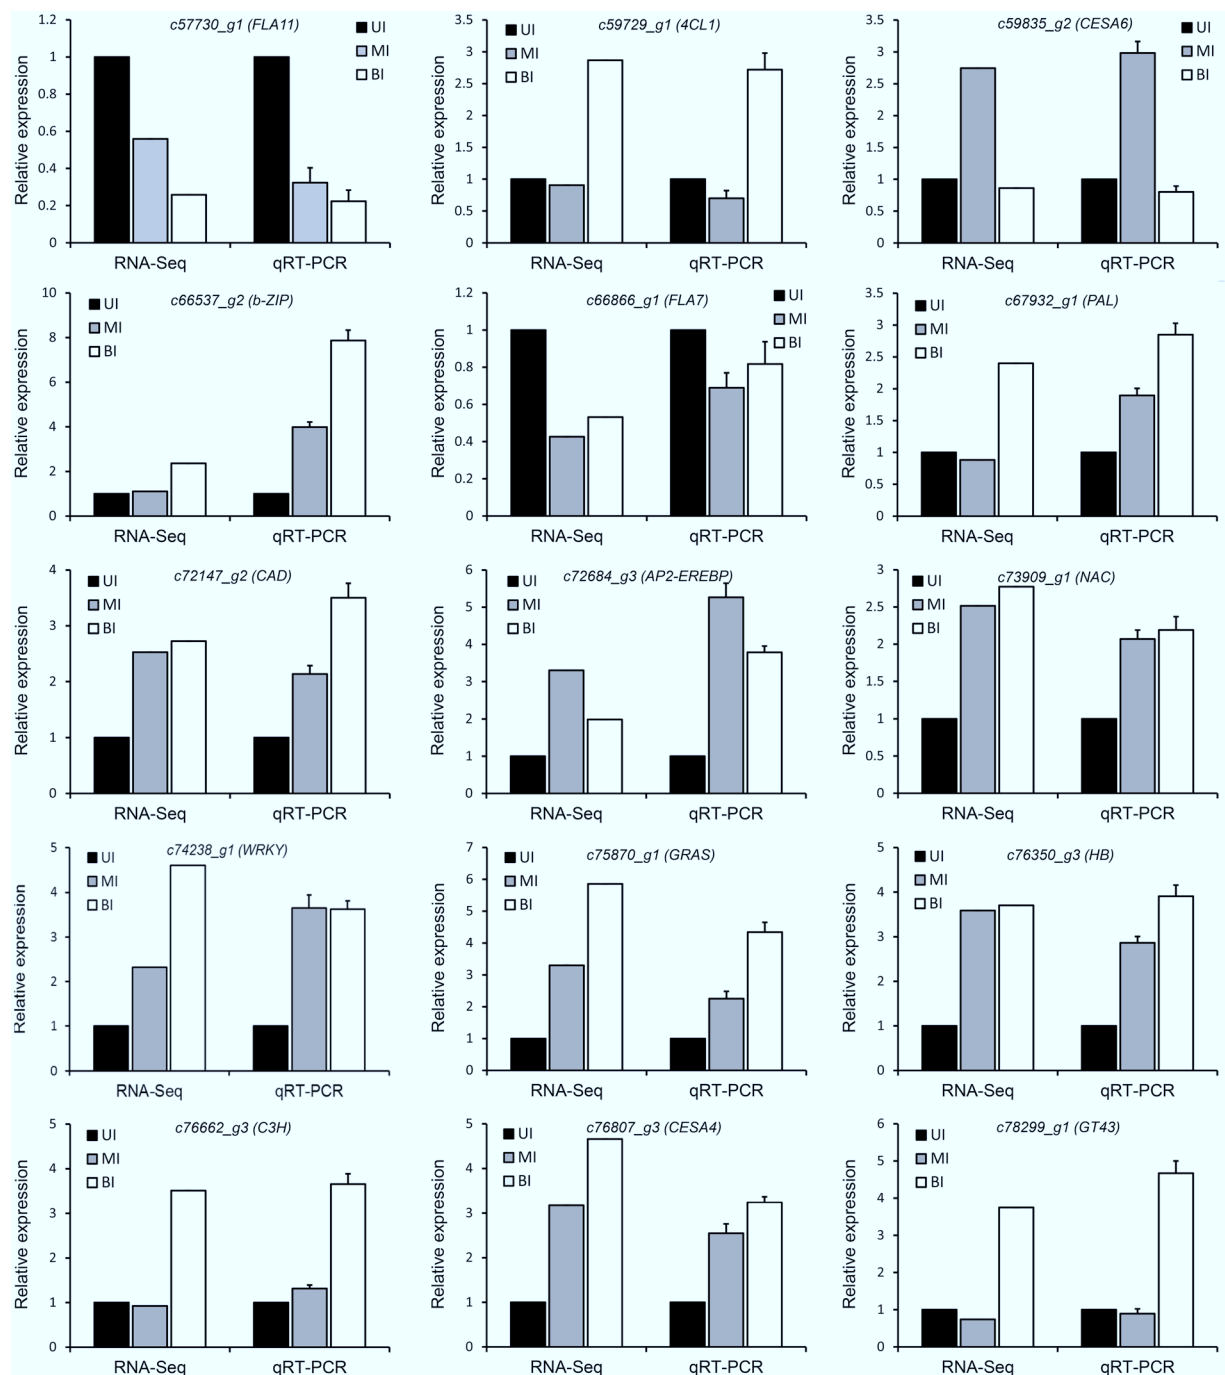 c57730_g1 (FLA11)
Relative expression
1.2
1
0.8
0.6
0.4
0.2
0
UI
MI
BI
RNA-Seq
qRT-PCR
c59729_g1 (4CL1)
Relative expression
3.5
3
2.5
2
1.5
1
0.5
0
UI
MI
BI
RNA-Seq
qRT-PCR
c59835_g2 (CESA6)
Relative expression
3.5
3
2.5
2
1.5
1
0.5
0
UI
MI
BI
RNA-Seq
qRT-PCR
c66537_g2 (b-ZIP)
Relative expression
10
8
6
4
2
0
UI
MI
BI
RNA-Seq
qRT-PCR
c66866_g1 (FLA7)
Relative expression
1.2
1
0.8
0.6
0.4
0.2
0
UI
MI
BI
RNA-Seq
qRT-PCR
c67932_g1 (PAL)
Relative expression
3.5
3
2.5
2
1.5
1
0.5
0
UI
MI
BI
RNA-Seq
qRT-PCR
c72147_g2 (CAD)
Relative expression
4
3
2
1
0
UI
MI
BI
RNA-Seq
qRT-PCR
c72684_g3 (AP2-EREBP)
Relative expression
6
5
4
3
2
1
0
UI
MI
BI
RNA-Seq
qRT-PCR
c73909_g1 (NAC)
Relative expression
3
2.5
2
1.5
1
0.5
0
UI
MI
BI
RNA-Seq
qRT-PCR
c74238_g1 (WRKY)
Relative expression
5
4
3
2
1
0
UI
MI
BI
RNA-Seq
qRT-PCR
c75870_g1 (GRAS)
Relative expression
7
6
5
4
3
2
1
0
UI
MI
BI
RNA-Seq
qRT-PCR
c76350_g3 (HB)
Relative expression
5
4
3
2
1
0
UI
MI
BI
RNA-Seq
qRT-PCR
c76662_g3 (C3H)
Relative expression
5
4
3
2
1
0
UI
MI
BI
RNA-Seq
qRT-PCR
c76807_g3 (CESA4)
Relative expression
5
4
3
2
1
0
UI
MI
BI
RNA-Seq
qRT-PCR
c78299_g1 (GT43)
Relative expression
6
5
4
3
2
1
0
UI
MI
BI
RNA-Seq
qRT-PCR